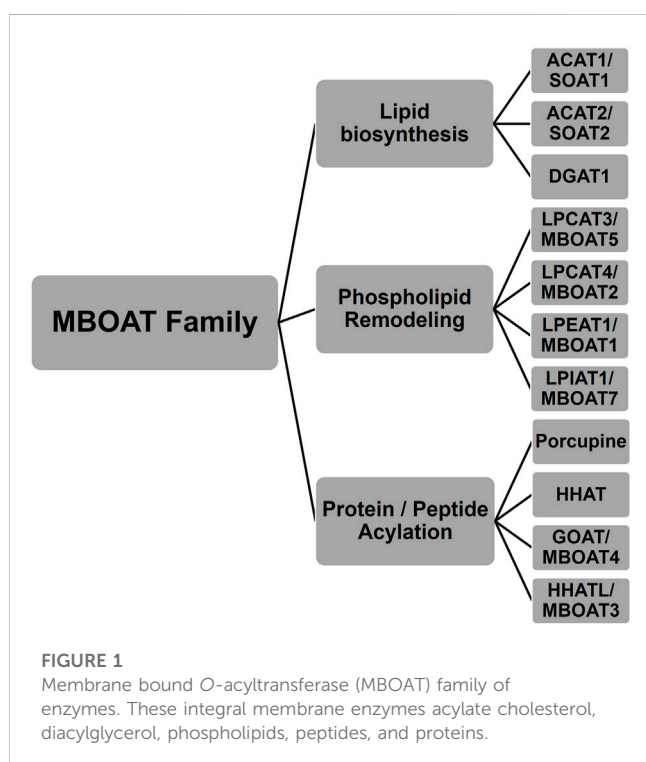 MBOAT Family
Lipid
biosynthesis
ACAT1/
SOAT1
ACAT2/
SOAT2
DGAT1
Phospholipid
Remodeling
LPCAT3/
MBOAT5
LPCAT4/
MBOAT2
LPEAT1/
MBOAT1
LPIAT1/
MBOAT7
Protein / Peptide
Acylation
Porcupine
HHAT
GOAT/
MBOAT4
HHATL/
MBOAT3
FIGURE 1
Membrane bound O-acyltransferase (MBOAT) family of
enzymes. These integral membrane enzymes acylate cholesterol,
diacylglycerol, phospholipids, peptides, and proteins.